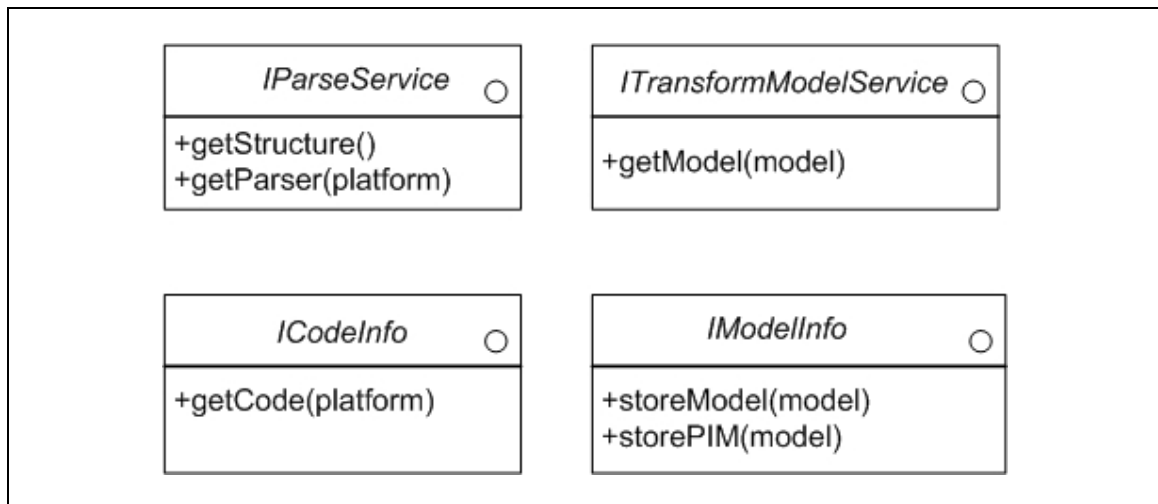 IParseService
+getStructure()
+getParser(platform)
ITransformModelService
+getModel(model)
ICodeInfo
+getCode(platform)
IModelInfo
+storeModel(model)
+storePIM(model)